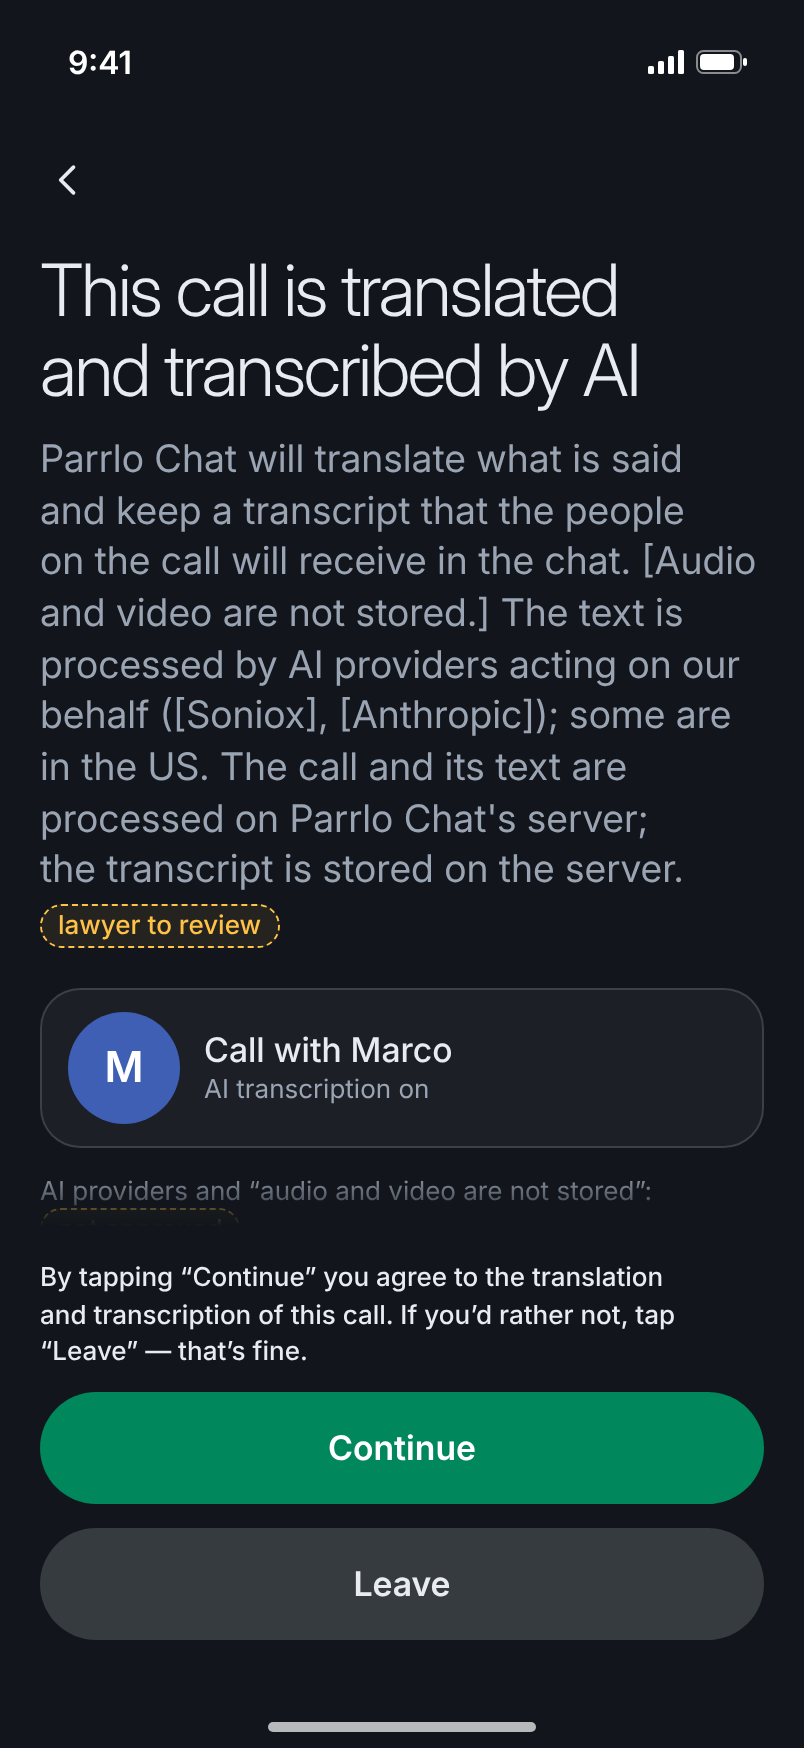 9:41
This call is translated
and transcribed by AI
Parrlo Chat will translate what is said
and keep a transcript that the people
on the call will receive in the chat. [Audio
and video are not stored.] The text is
processed by AI providers acting on our
behalf ([Soniox], [Anthropic]); some are
in the US. The call and its text are
processed on Parrlo Chat's server;
the transcript is stored on the server.
lawyer to review
M
Call with Marco
AI transcription on
AI providers and “audio and video are not stored”:
By tapping “Continue” you agree to the translation
and transcription of this call. If you’d rather not, tap
“Leave” — that’s fine.
Continue
Leave